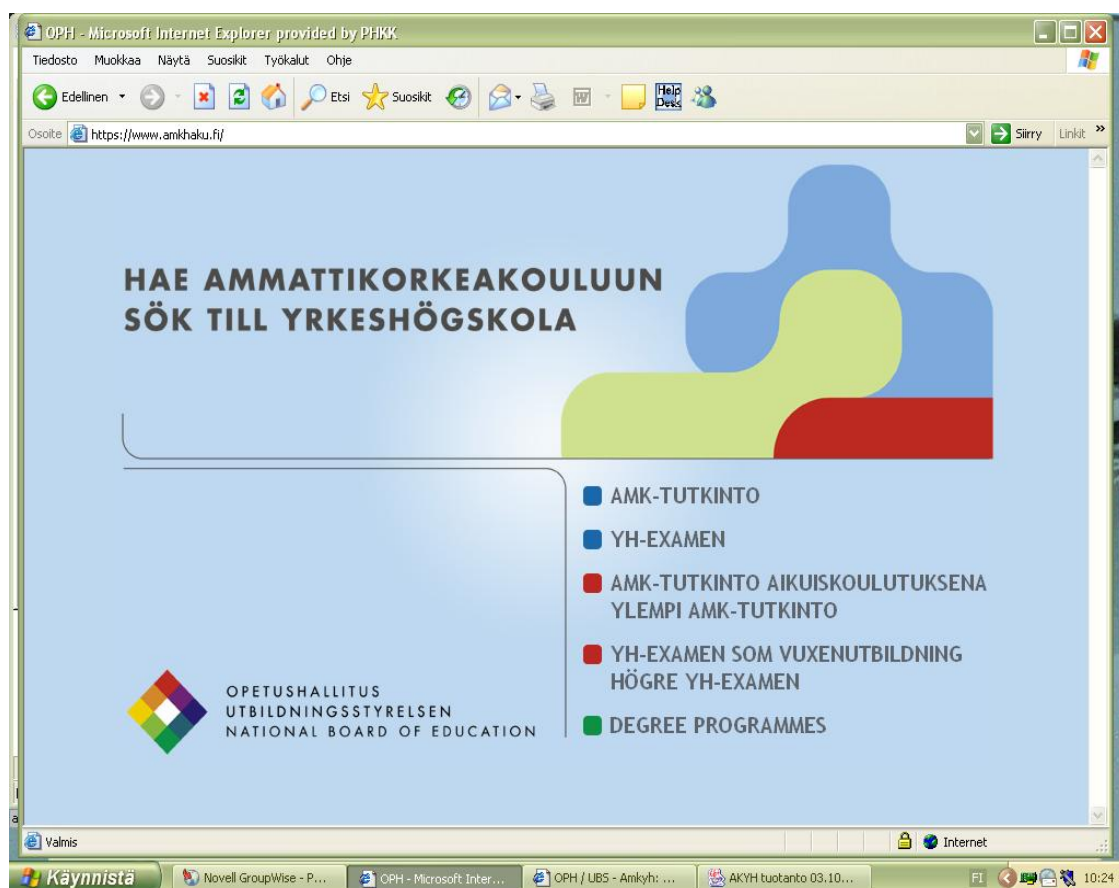 OPH - Microsoft Internet Explorer provided by PHKK
Tiedosto Muokkaa Näytä Suosikit Työkalut Ohje
Edellinen Etsi Suosikit Help Desk
Osoite https://www.amkhaku.fi/ Siirry Linkit
HAE AMMATTIKORKEAKOULUUN
SÖK TILL YRKESHÖGSKOLA
AMK-TUTKINTO
YH-EXAMEN
AMK-TUTKINTO AIKUISKOULUTUKSENA
YLEMPI AMK-TUTKINTO
YH-EXAMEN SOM VUXENUTBILDNING
HÖGRE YH-EXAMEN
DEGREE PROGRAMMES
OPETUSHALLITUS
UTBILDNINGSSTYRELSEN
NATIONAL BOARD OF EDUCATION
Valmis Internet
Käynnistä Novell GroupWise - P... OPH - Microsoft Inter... OPH / UBS - Amkyh: ... AKYH tuotanto 03.10... FI 10:24